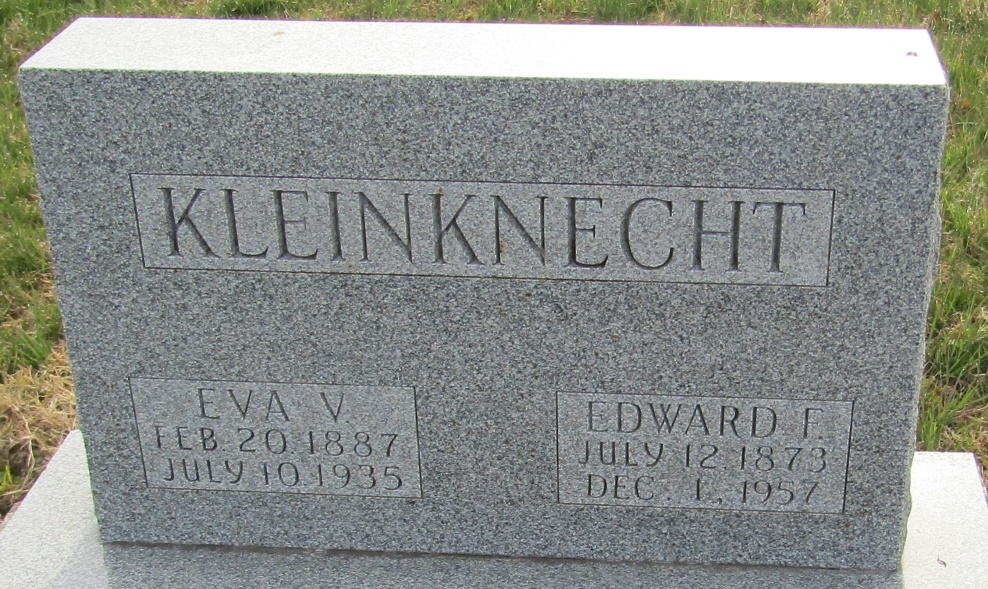 KLEINKNECHT
EVA V.
FEB. 20. 1887
JULY 10. 1935
EDWARD F.
JULY 12. 1873
DEC. 1, 1957